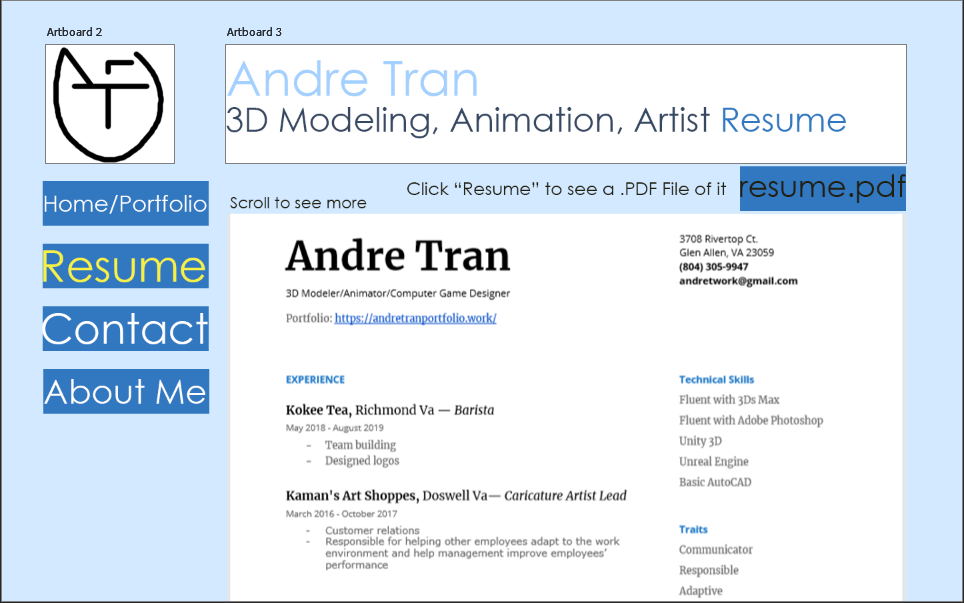 Artboard 2
Artboard 3
Andre Tran
3D Modeling, Animation, Artist Resume
Home/Portfolio
Resume
Contact
About Me
Click “Resume” to see a .PDF File of it
resume.pdf
Scroll to see more
Andre Tran
3D Modeler/Animator/Computer Game Designer
Portfolio: https://andretranportfolio.work/
3708 Rivertop Ct.
Glen Allen, VA 23059
(804) 305-9947
andretwork@gmail.com
EXPERIENCE
Kokee Tea, Richmond Va — Barista
May 2018 - August 2019
- Team building
- Designed logos
Kaman's Art Shoppes, Doswell Va— Caricature Artist Lead
March 2016 - October 2017
- Customer relations
- Responsible for helping other employees adapt to the work
environment and help management improve employees’
performance
Technical Skills
Fluent with 3Ds Max
Fluent with Adobe Photoshop
Unity 3D
Unreal Engine
Basic AutoCAD
Traits
Communicator
Responsible
Adaptive